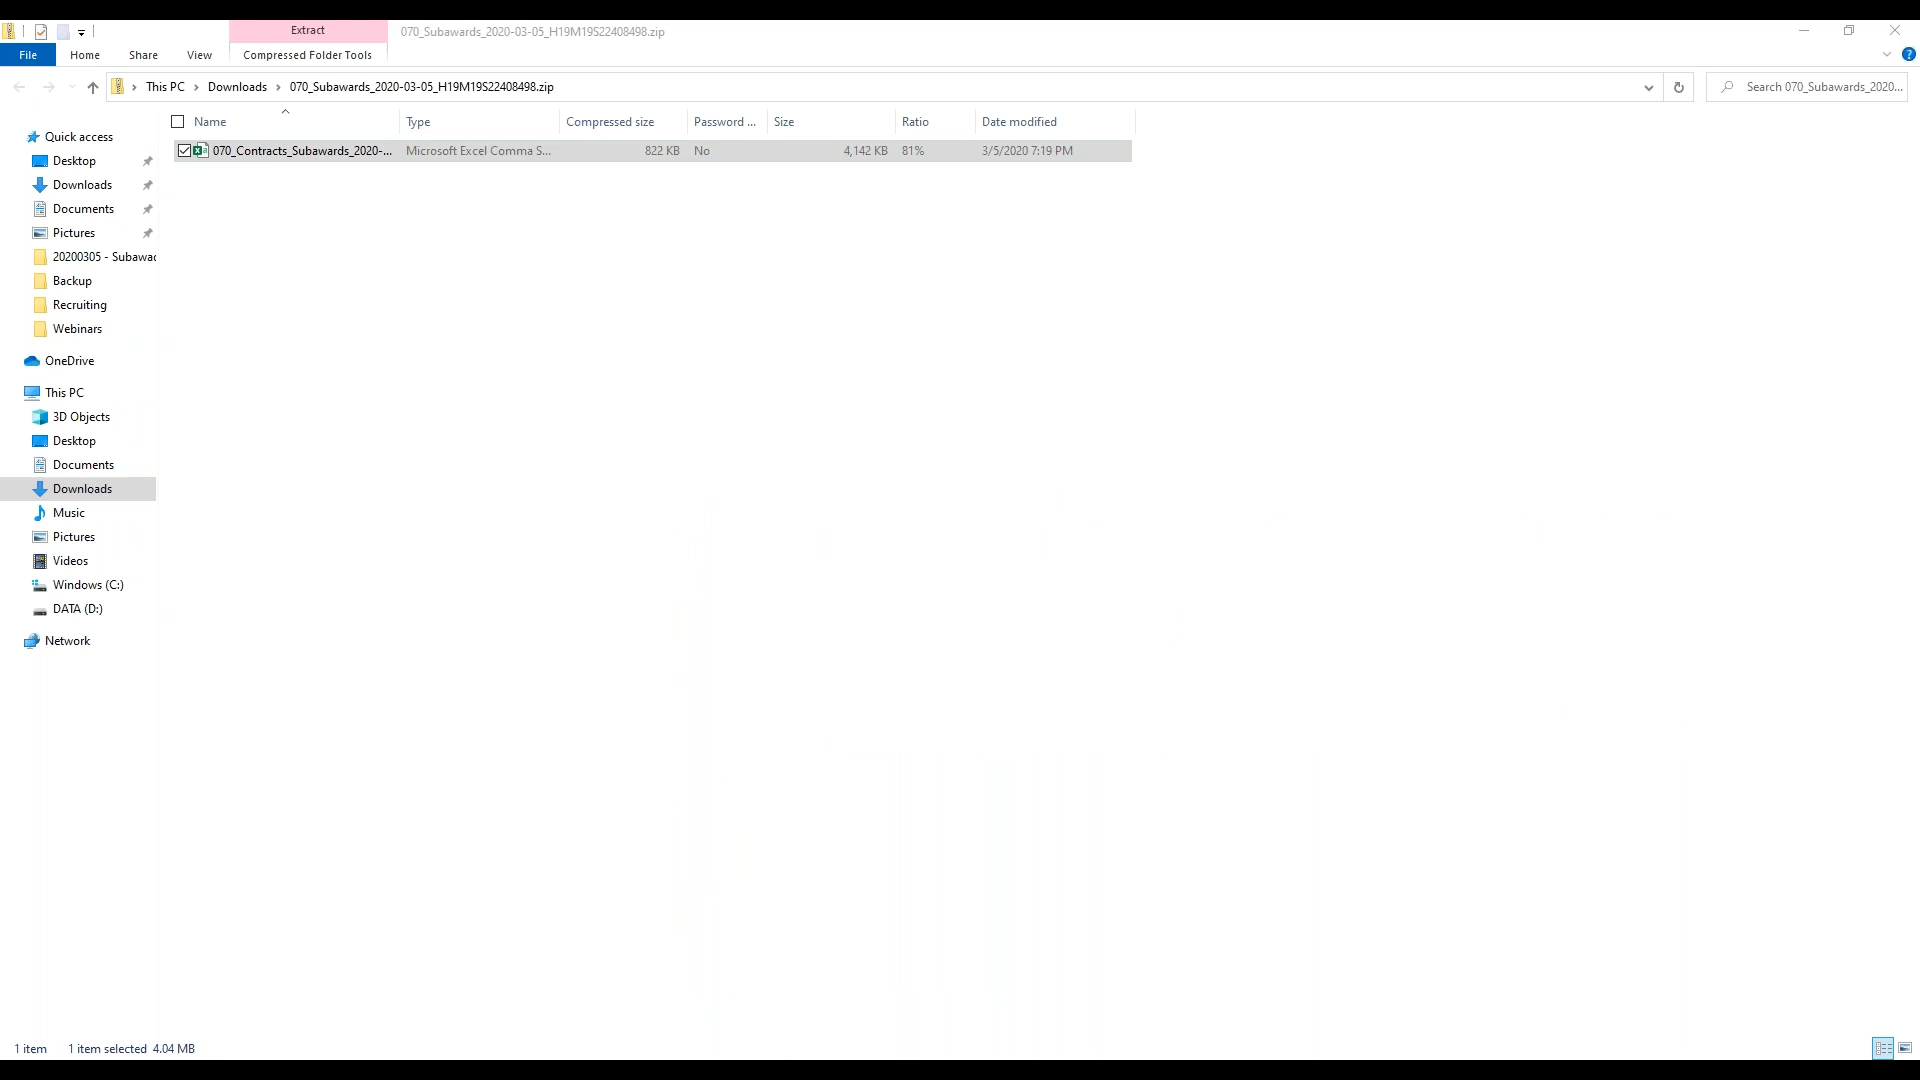 Extract
070_Subawards_2020-03-05_H19M19S22408498.zip
File Home Share View Compressed Folder Tools
This PC Downloads 070_Subawards_2020-03-05_H19M19S22408498.zip
Search 070_Subawards_2020...
Name Type Compressed size Password ... Size Ratio Date modified
070_Contracts_Subawards_2020-... Microsoft Excel Comma S... 822 KB No 4,142 KB 81% 3/5/2020 7:19 PM
Quick access
Desktop
Downloads
Documents
Pictures
20200305 - Subawar
Backup
Recruiting
Webinars
OneDrive
This PC
3D Objects
Desktop
Documents
Downloads
Music
Pictures
Videos
Windows (C:)
DATA (D:)
Network
1 item 1 item selected 4.04 MB